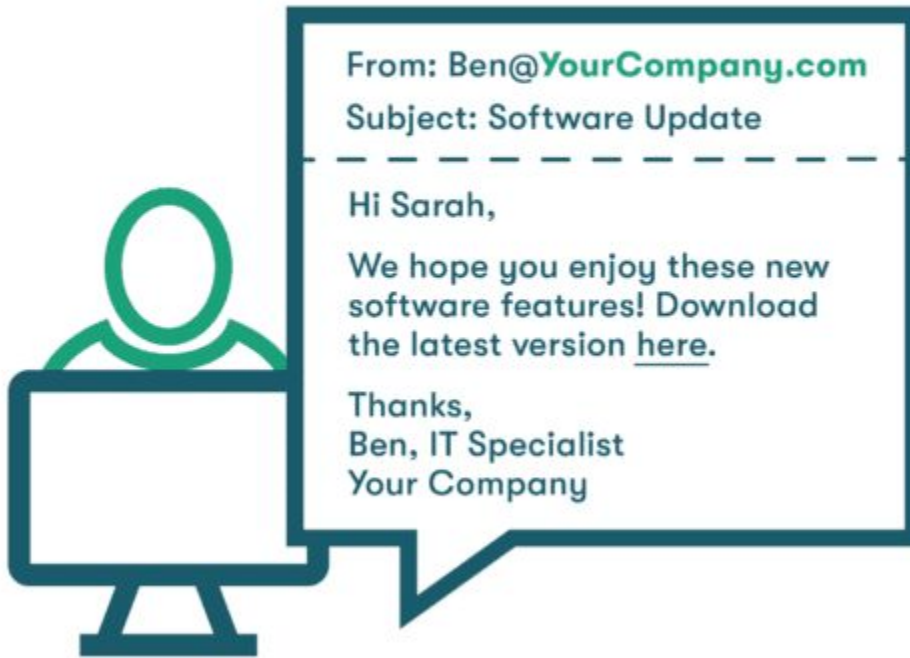 From: Ben@YourCompany.com
Subject: Software Update
Hi Sarah,
We hope you enjoy these new
software features! Download
the latest version here.
Thanks,
Ben, IT Specialist
Your Company